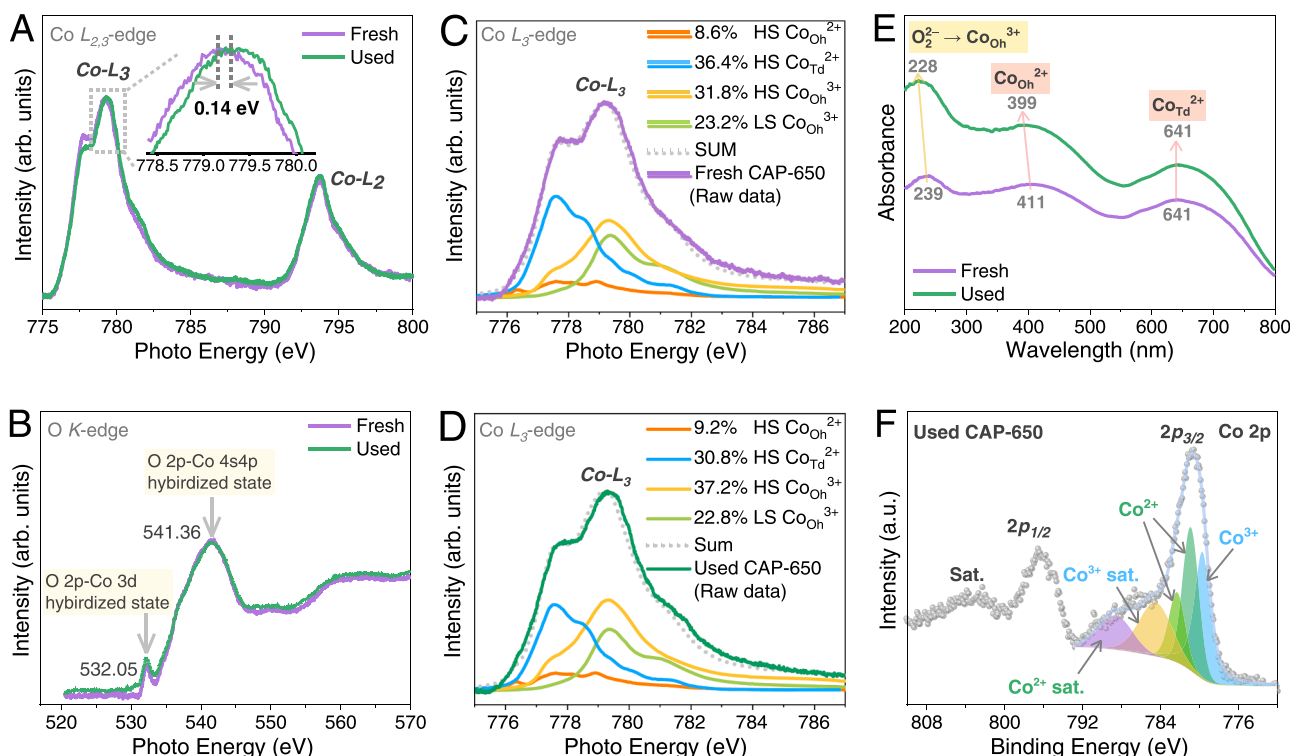 A
Co L2,3-edge
Fresh
Used
Co-L3
0.14 eV
778.5 779.0 779.5 780.0
Co-L2
Intensity (arb. units)
775 780 785 790 795 800
Photo Energy (eV)
B
O K-edge
Fresh
Used
O 2p-Co 4s4p
hybirdized state
541.36
O 2p-Co 3d
hybirdized state
532.05
Intensity (arb. units)
520 530 540 550 560 570
Photo Energy (eV)
C
Co L3-edge
Co-L3
8.6% HS CoOh2+
36.4% HS CoTd2+
31.8% HS CoOh3+
23.2% LS CoOh3+
SUM
Fresh CAP-650
(Raw data)
Intensity (arb. units)
776 778 780 782 784 786
Photo Energy (eV)
D
Co L3-edge
Co-L3
9.2% HS CoOh2+
30.8% HS CoTd2+
37.2% HS CoOh3+
22.8% LS CoOh3+
Sum
Used CAP-650
(Raw data)
Intensity (arb. units)
776 778 780 782 784 786
Photo Energy (eV)
E
O22− → CoOh3+
228
CoOh2+
399
CoTd2+
641
239
411
641
Fresh
Used
Absorbance
200 300 400 500 600 700 800
Wavelength (nm)
F
Used CAP-650
2p3/2 Co 2p
Co2+
Co3+
2p1/2
Sat.
Co3+ sat.
Co2+ sat.
Intensity (a.u.)
808 800 792 784 776
Binding Energy (eV)